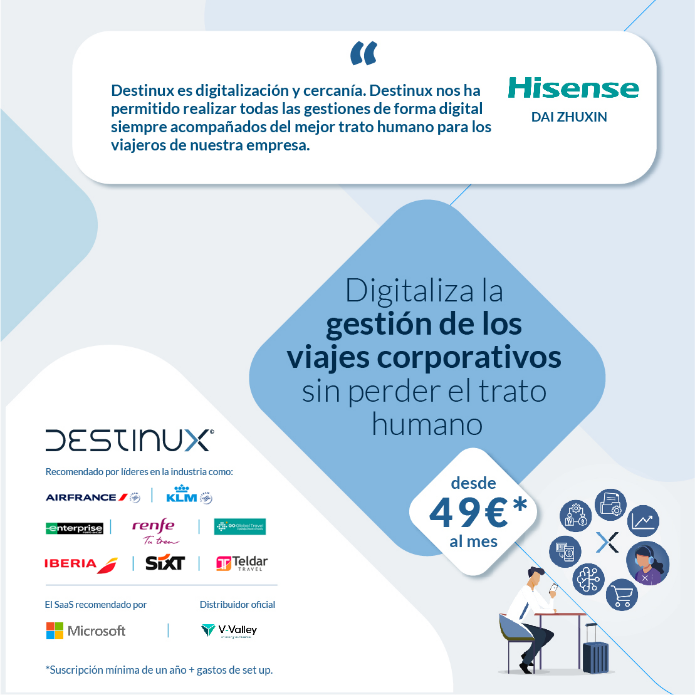 “
Destinux es digitalización y cercanía. Destinux nos ha
permitido realizar todas las gestiones de forma digital
siempre acompañados del mejor trato humano para los
viajeros de nuestra empresa.
Hisense
DAI ZHUXIN
Digitaliza la
gestión de los
viajes corporativos
sin perder el trato
humano
desde
49€*
al mes
DESTINUX©
Recomendado por líderes en la industria como:
AIRFRANCE
KLM
enterprise
renfe
Tu tren
GO Global Travel
IBERIA
SIXT
Teldar
TRAVEL
El SaaS recomendado por
Distribuidor oficial
Microsoft
V-Valley
*Suscripción mínima de un año + gastos de set up.